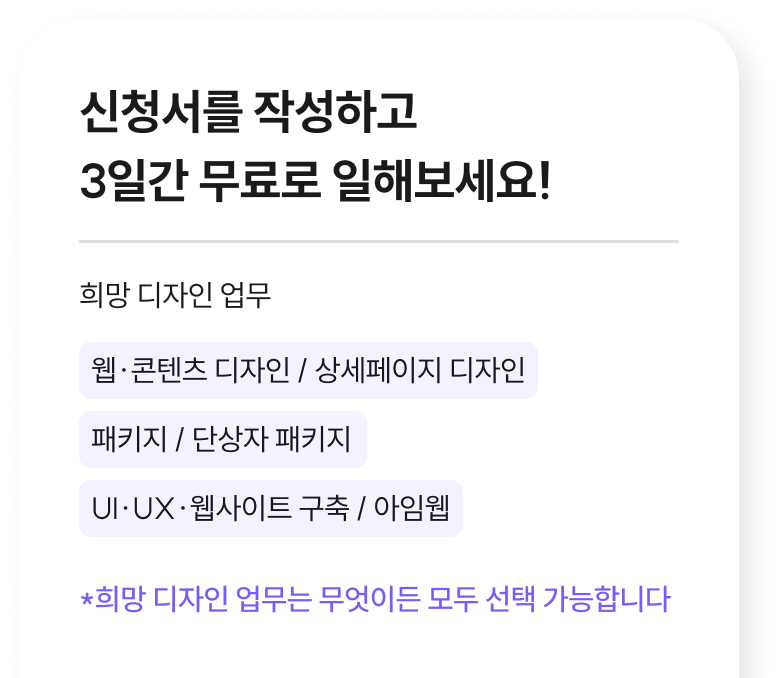 신청서를 작성하고
3일간 무료로 일해보세요!
희망 디자인 업무
웹·콘텐츠 디자인 / 상세페이지 디자인
패키지 / 단상자 패키지
UI·UX·웹사이트 구축 / 아임웹
*희망 디자인 업무는 무엇이든 모두 선택 가능합니다